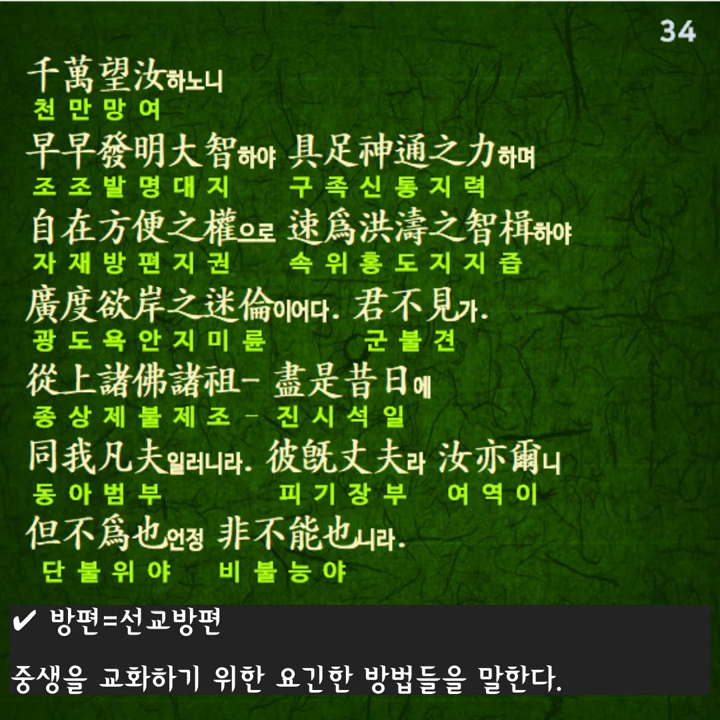 34
千萬望汝하노니
천만망여
早早發明大智하야 具足神通之力하며
조조발명대지 구족신통지력
自在方便之權으로 速爲洪濤之智楫하야
자재방편지권 속위홍도지지즙
廣度欲岸之迷倫이어다. 君不見가.
광도욕안지미륜 군불견
從上諸佛諸祖- 盡是昔日에
종상제불제조- 진시석일
同我凡夫일러니라. 彼旣丈夫라 汝亦爾니
동아범부 피기장부 여역이
但不爲也언정 非不能也니라.
단불위야 비불능야
✔ 방편=선교방편
중생을 교화하기 위한 요긴한 방법들을 말한다.